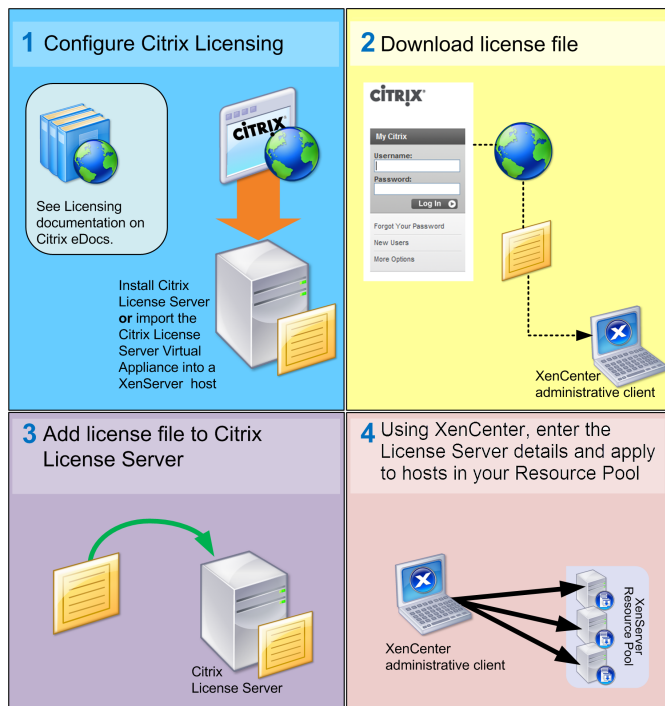 1 Configure Citrix Licensing
CITRIX
See Licensing
documentation on
Citrix eDocs.
Install Citrix
License Server
or import the
Citrix License
Server Virtual
Appliance into a
XenServer host
2 Download license file
CITRIX®
My Citrix
Username:
Password:
Log In
Forgot Your Password
New Users
More Options
XenCenter
administrative client
3 Add license file to Citrix
License Server
Citrix
License Server
4 Using XenCenter, enter the
License Server details and apply
to hosts in your Resource Pool
XenCenter
administrative client
XenServer
Resource Pool